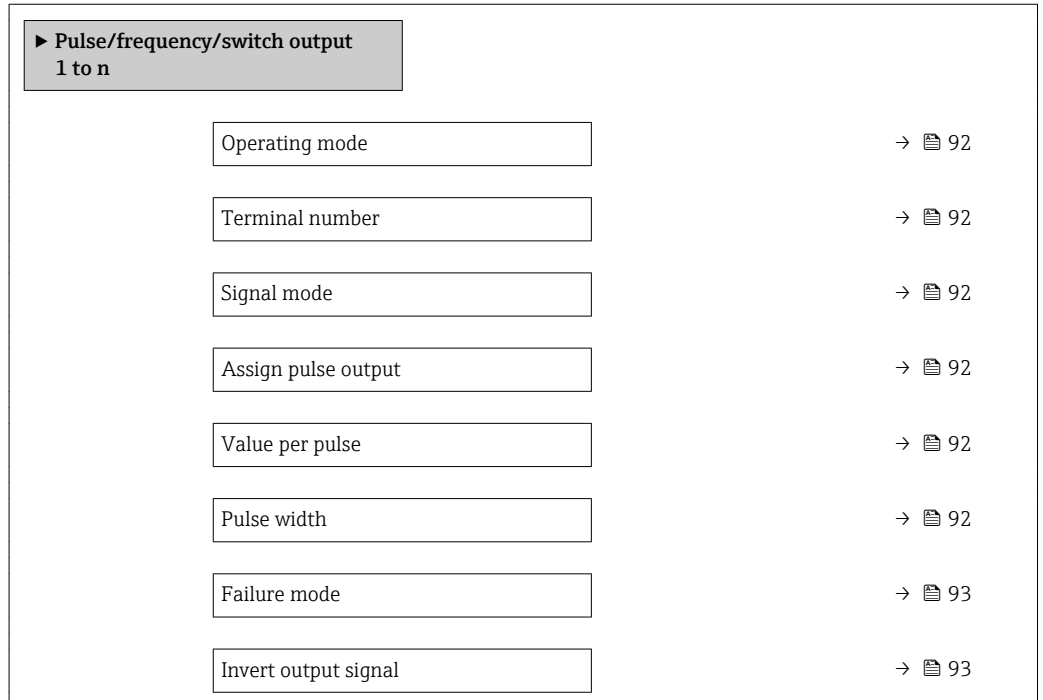 ► Pulse/frequency/switch output
1 to n
Operating mode → 92
Terminal number → 92
Signal mode → 92
Assign pulse output → 92
Value per pulse → 92
Pulse width → 92
Failure mode → 93
Invert output signal → 93